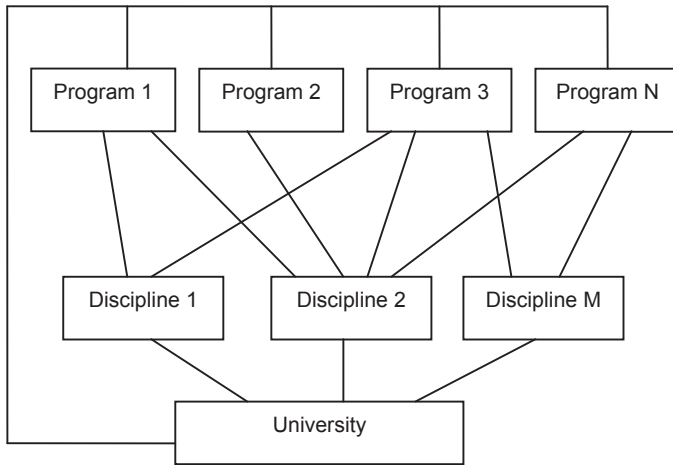 Program 1
Program 2
Program 3
Program N
Discipline 1
Discipline 2
Discipline M
University